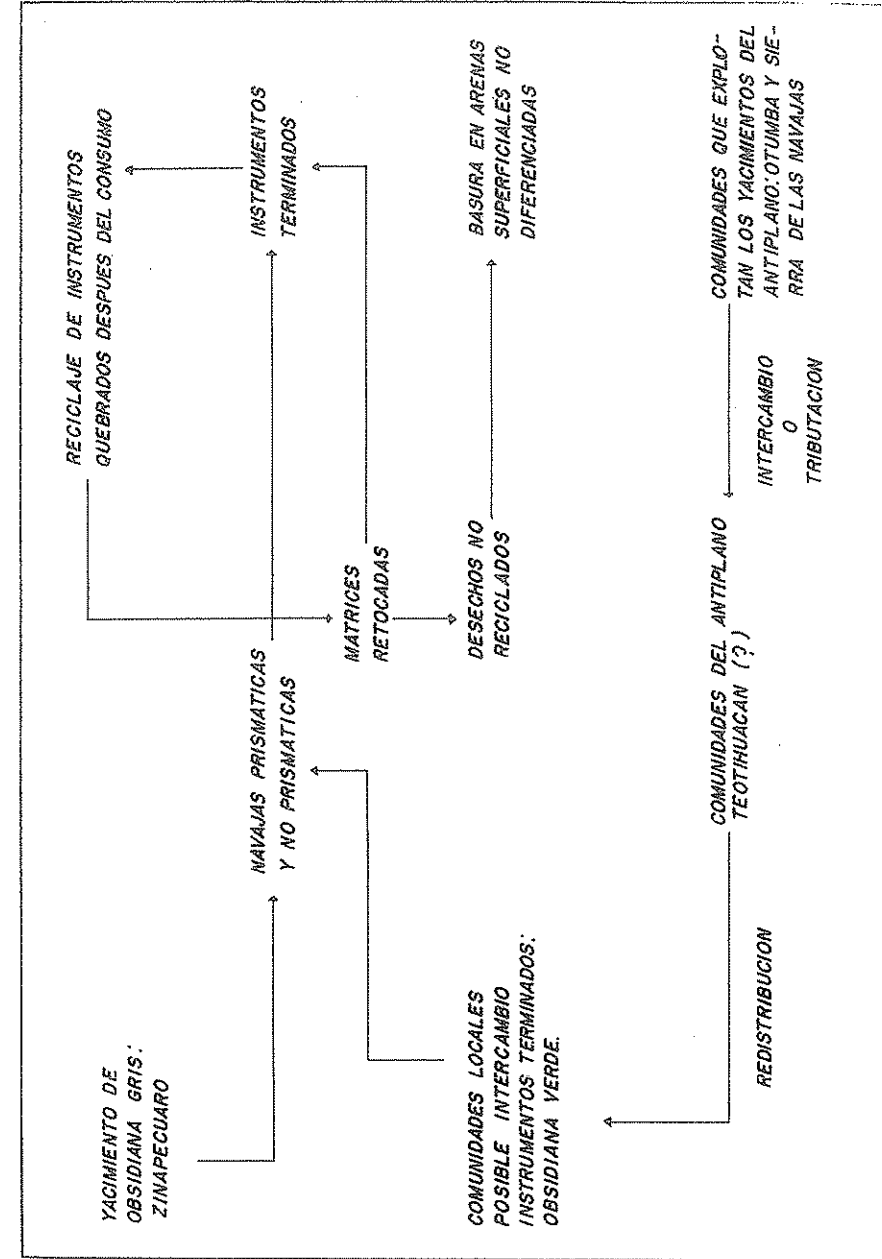 YACIMIENTO DE
OBSIDIANA GRIS:
ZINAPECUARO
NAVAJAS PRISMATICAS
Y NO PRISMATICAS
RECICLAJE DE INSTRUMENTOS
QUEBRADOS DESPUES DEL CONSUMO
INSTRUMENTOS
TERMINADOS
MATRICES
RETOCADAS
DESECHOS NO
RECICLADOS
BASURA EN ARENAS
SUPERFICIALES NO
DIFERENCIADAS
COMUNIDADES LOCALES
POSIBLE INTERCAMBIO
INSTRUMENTOS TERMINADOS:
OBSIDIANA VERDE.
REDISTRIBUCION
COMUNIDADES DEL ANTIPLANO
TEOTIHUACAN (?)
INTERCAMBIO
O
TRIBUTACION
COMUNIDADES QUE EXPLO-
TAN LOS YACIMIENTOS DEL
ANTIPLANO: OTUMBA Y SIE-
RRA DE LAS NAVAJAS